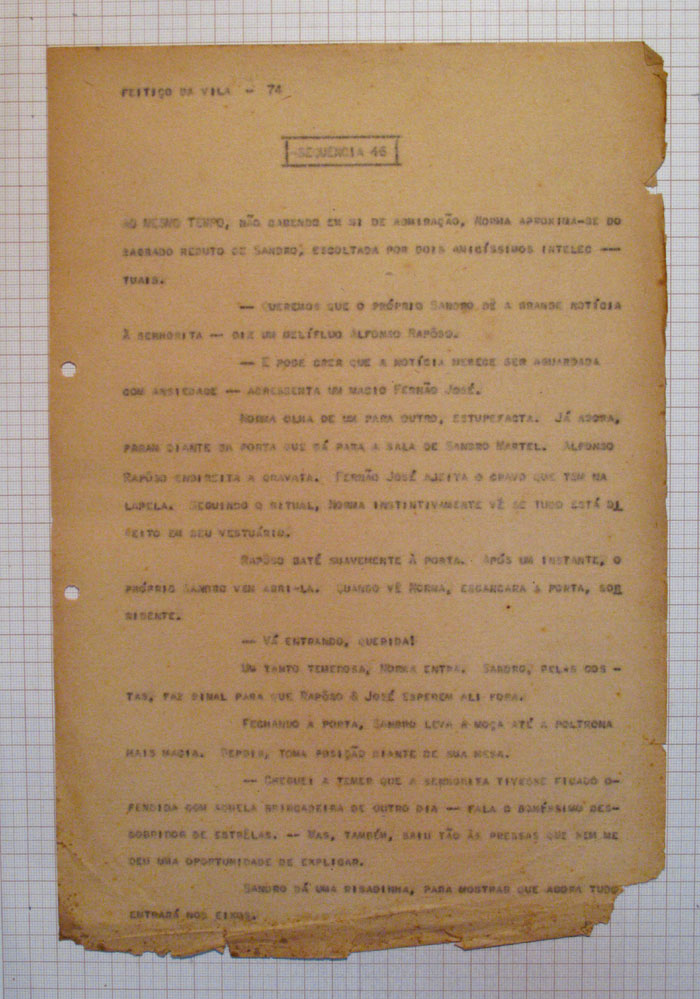 FEITIÇO DA VILA - 74
SEQUÊNCIA 46
AO MESMO TEMPO, NÃO CABENDO EM SI DE ADMIRAÇÃO, NORMA APROXIMA-SE DO
SAGRADO REDUTO DE SANDRO, ESCOLTADA POR DOIS AMICÍSSIMOS INTELEC —
TUAIS.
— QUEREMOS QUE O PRÓPRIO SANDRO DÊ A GRANDE NOTÍCIA
À SENHORITA — DIZ UM MELÍFLUO ALFONSO RAPÔSO.
— E PODE CRER QUE A NOTÍCIA MERECE SER AGUARDADA
COM ANSIEDADE — ACRESCENTA UM MACIO FERNÃO JOSÉ.
NORMA OLHA DE UM PARA OUTRO, ESTUPEFACTA. JÁ AGORA,
PARAM DIANTE DA PORTA QUE DÁ PARA A SALA DE SANDRO MARTEL. ALFONSO
RAPÔSO ENDIREITA A GRAVATA. FERNÃO JOSÉ AJEITA O CRAVO QUE TEM NA
LAPELA. SEGUINDO O RITUAL, NORMA INSTINTIVAMENTE VÊ SE TUDO ESTÁ DI
REITO EM SEU VESTUÁRIO.
RAPÔSO BATE SUAVEMENTE À PORTA. APÓS UM INSTANTE, O
PRÓPRIO SANDRO VEM ABRI-LA. QUANDO VÊ NORMA, ESCANCARA A PORTA, SOR
RIDENTE.
— VÁ ENTRANDO, QUERIDA!
UM TANTO TEMEROSA, NORMA ENTRA. SANDRO, PELAS COS -
TAS, FAZ SINAL PARA QUE RAPÔSO & JOSÉ ESPEREM ALI FORA.
FECHANDO A PORTA, SANDRO LEVA A MOÇA ATÉ A POLTRONA
MAIS MACIA. DEPOIS, TOMA POSIÇÃO DIANTE DE SUA MESA.
— CHEGUEI A TEMER QUE A SENHORITA TIVESSE FICADO O-
FENDIDA COM AQUELA BRINCADEIRA DE OUTRO DIA — FALA O BONÍSSIMO DES-
COBRIDOR DE ESTRÊLAS. — MAS, TAMBÉM, SAIU TÃO ÀS PRESSAS QUE NEM ME
DEU UMA OPORTUNIDADE DE EXPLICAR.
SANDRO DÁ UMA RISADINHA, PARA MOSTRAR QUE AGORA TUDO
ENTRARÁ NOS EIXOS.